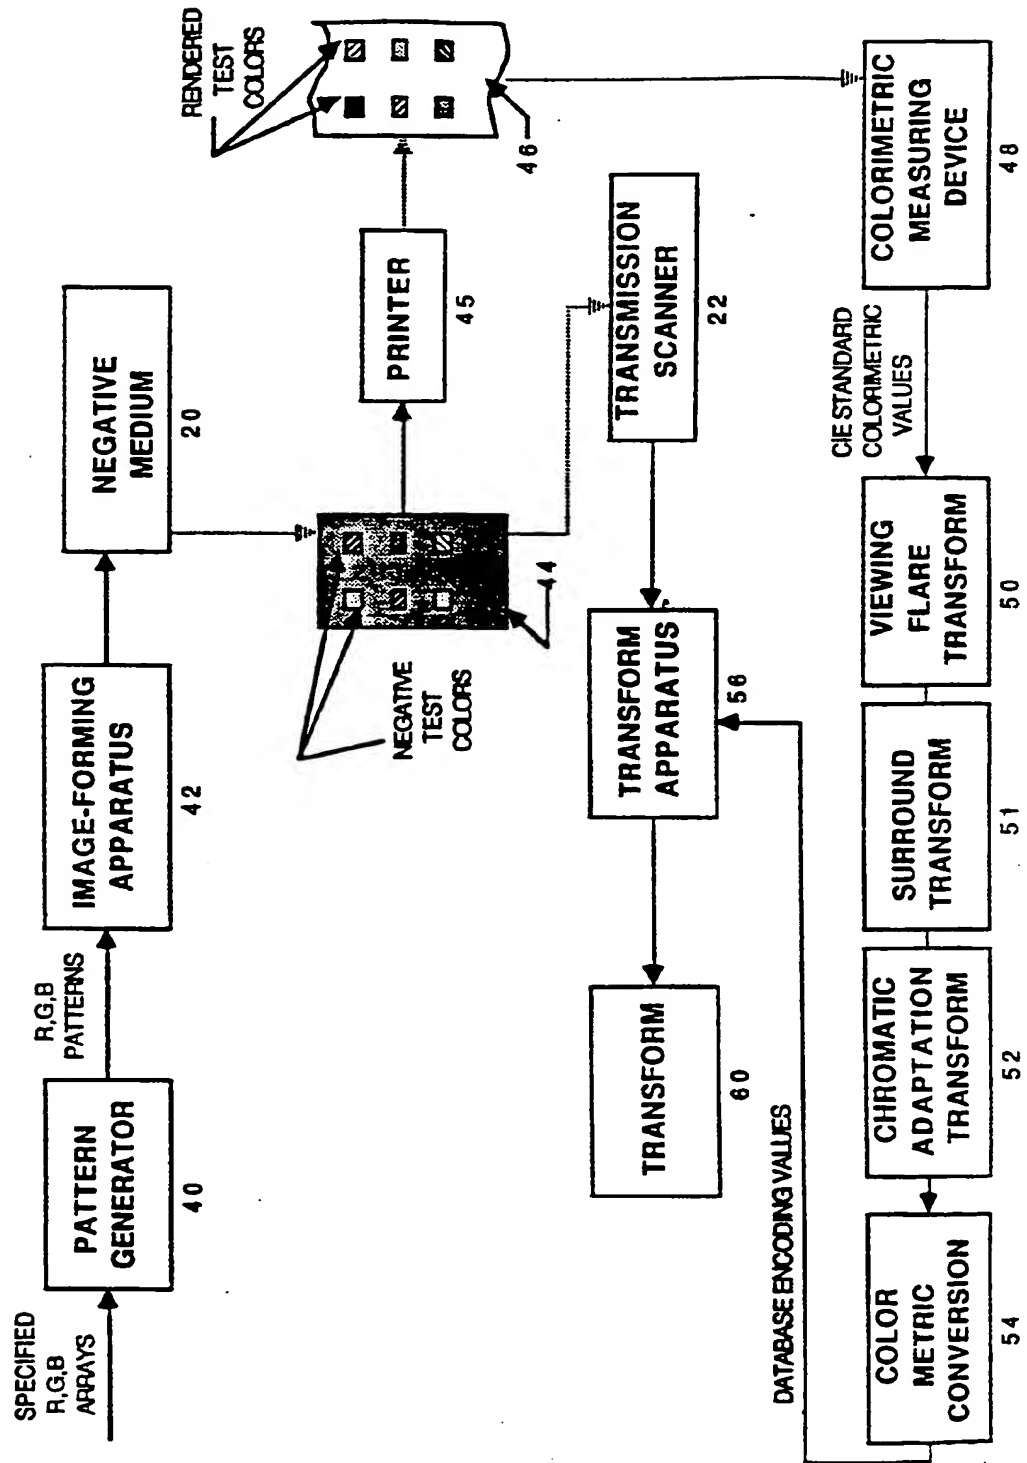 SPECIFIED
R,G,B
ARRAYS
PATTERN
GENERATOR
40
R,G,B
PATTERNS
IMAGE-FORMING
APPARATUS
42
NEGATIVE
MEDIUM
20
NEGATIVE
TEST
COLORS
44
PRINTER
45
RENDERED
TEST
COLORS
46
TRANSMISSION
SCANNER
22
TRANSFORM
APPARATUS
56
TRANSFORM
60
DATABASE ENCODING VALUES
COLOR
METRIC
CONVERSION
54
CHROMATIC
ADAPTATION
TRANSFORM
52
SURROUND
TRANSFORM
51
VIEWING
FLARE
TRANSFORM
50
CIE STANDARD
COLORIMETRIC
VALUES
COLORIMETRIC
MEASURING
DEVICE
48